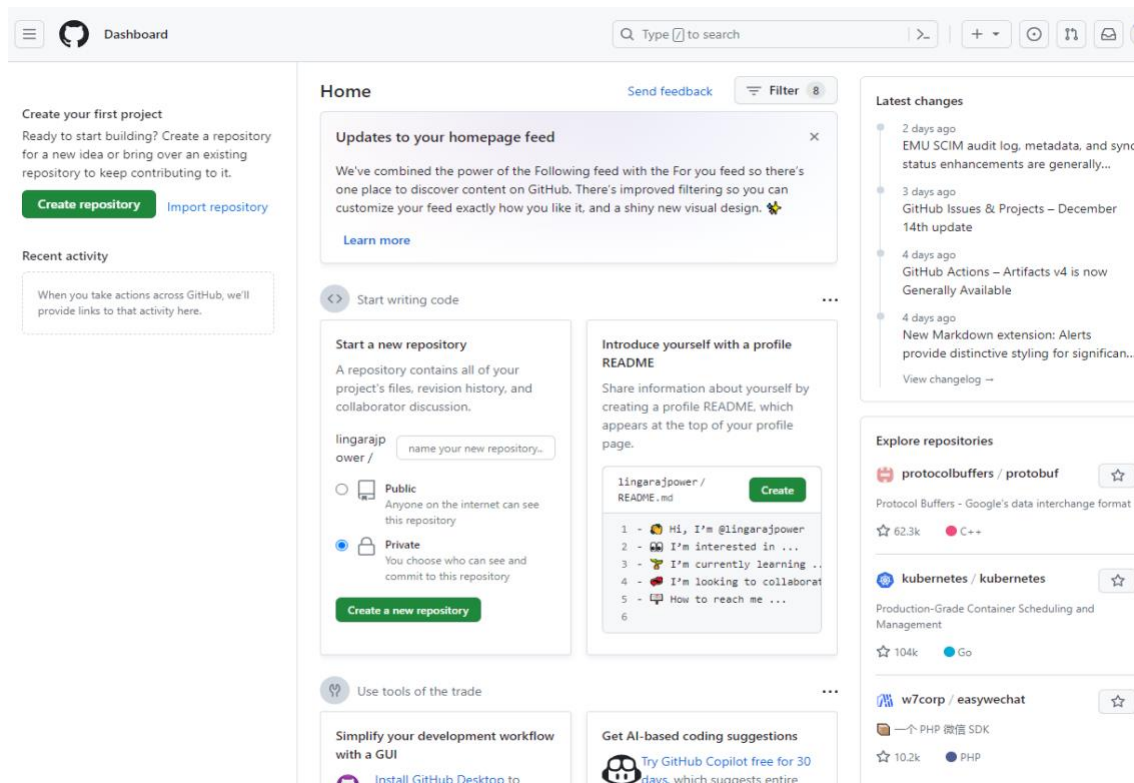 Dashboard
Type / to search
Create your first project
Ready to start building? Create a repository
for a new idea or bring over an existing
repository to keep contributing to it.
Create repository
Import repository
Recent activity
When you take actions across GitHub, we'll
provide links to that activity here.
Home
Send feedback
Filter 8
Updates to your homepage feed
We've combined the power of the Following feed with the For you feed so there's
one place to discover content on GitHub. There's improved filtering so you can
customize your feed exactly how you like it, and a shiny new visual design. ✨
Learn more
Start writing code
Start a new repository
A repository contains all of your
project's files, revision history, and
collaborator discussion.
lingarajp
ower /
name your new repository...
Public
Anyone on the internet can see
this repository
Private
You choose who can see and
commit to this repository
Create a new repository
Introduce yourself with a profile
README
Share information about yourself by
creating a profile README, which
appears at the top of your profile
page.
lingarajpower /
README.md
Create
1 - 👋 Hi, I'm @lingarajpower
2 - 👀 I'm interested in ...
3 - 🌱 I'm currently learning ..
4 - 💞️ I'm looking to collaborat
5 - 📫 How to reach me ...
6
Use tools of the trade
Simplify your development workflow
with a GUI
Install GitHub Desktop to
Get AI-based coding suggestions
Try GitHub Copilot free for 30
days, which suggests entire
Latest changes
2 days ago
EMU SCIM audit log, metadata, and sync
status enhancements are generally...
3 days ago
GitHub Issues & Projects – December
14th update
4 days ago
GitHub Actions – Artifacts v4 is now
Generally Available
4 days ago
New Markdown extension: Alerts
provide distinctive styling for significan...
View changelog →
Explore repositories
protocolbuffers / protobuf
Protocol Buffers - Google's data interchange format
62.3k C++
kubernetes / kubernetes
Production-Grade Container Scheduling and
Management
104k Go
w7corp / easywechat
📦 一个 PHP 微信 SDK
10.2k PHP